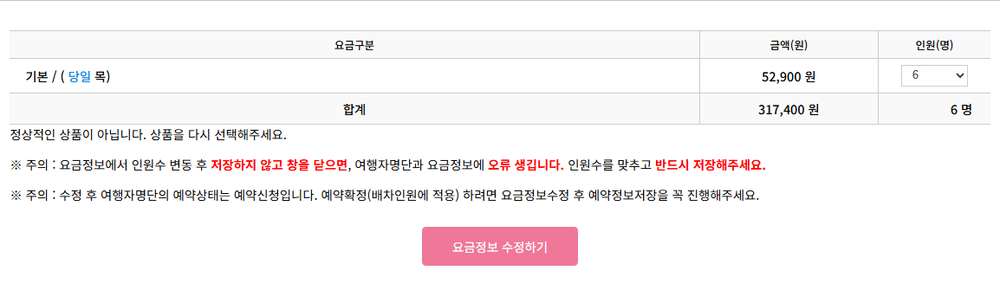 요금구분 금액(원) 인원(명)
기본 / ( 당일 목) 52,900 원 6
합계 317,400 원 6 명
정상적인 상품이 아닙니다. 상품을 다시 선택해주세요.
※ 주의 : 요금정보에서 인원수 변동 후 저장하지 않고 창을 닫으면, 여행자명단과 요금정보에 오류 생깁니다. 인원수를 맞추고 반드시 저장해주세요.
※ 주의 : 수정 후 여행자명단의 예약상태는 예약신청입니다. 예약확정(배차인원에 적용) 하려면 요금정보수정 후 예약정보저장을 꼭 진행해주세요.
요금정보 수정하기